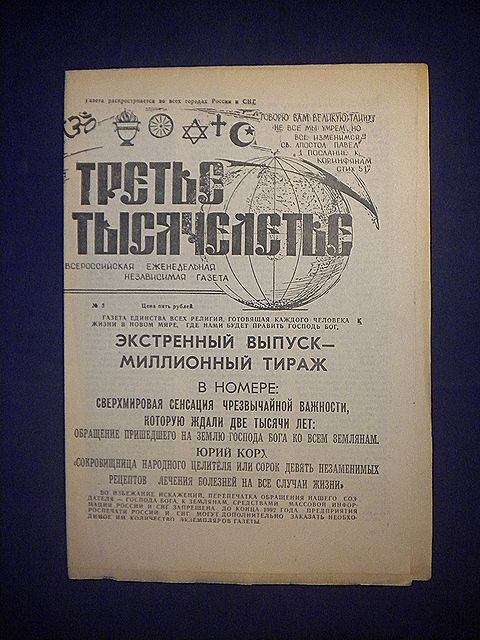 Газета распространяется во всех городах России и СНГ
ГОВОРЮ ВАМ ВЕЛИКУЮ ТАЙНУ:
НЕ ВСЕ МЫ УМРЕМ, НО
ВСЕ ИЗМЕНИМСЯ
СВ. АПОСТОЛ ПАВЕЛ
1 ПОСЛАНИЕ К
КОРИНФЯНАМ
СТИХ 51
ТРЕТЬЕ
ТЫСЯЧЕЛЕТЬЕ
ВСЕРОССИЙСКАЯ ЕЖЕНЕДЕЛЬНАЯ
НЕЗАВИСИМАЯ ГАЗЕТА
№ 3 Цена пять рублей
ГАЗЕТА ЕДИНСТВА ВСЕХ РЕЛИГИЙ, ГОТОВЯЩАЯ КАЖДОГО ЧЕЛОВЕКА К
ЖИЗНИ В НОВОМ МИРЕ, ГДЕ НАМИ БУДЕТ ПРАВИТЬ ГОСПОДЬ БОГ.
ЭКСТРЕННЫЙ ВЫПУСК—
МИЛЛИОННЫЙ ТИРАЖ
В НОМЕРЕ:
СВЕРХМИРОВАЯ СЕНСАЦИЯ ЧРЕЗВЫЧАЙНОЙ ВАЖНОСТИ,
КОТОРУЮ ЖДАЛИ ДВЕ ТЫСЯЧИ ЛЕТ:
ОБРАЩЕНИЕ ПРИШЕДШЕГО НА ЗЕМЛЮ ГОСПОДА БОГА КО ВСЕМ ЗЕМЛЯНАМ.
ЮРИЙ КОРХ
«СОКРОВИЩНИЦА НАРОДНОГО ЦЕЛИТЕЛЯ ИЛИ СОРОК ДЕВЯТЬ НЕЗАМЕНИМЫХ
РЕЦЕПТОВ ЛЕЧЕНИЯ БОЛЕЗНЕЙ НА ВСЕ СЛУЧАИ ЖИЗНИ»
ВО ИЗБЕЖАНИЕ ИСКАЖЕНИЙ, ПЕРЕПЕЧАТКА ОБРАЩЕНИЯ НАШЕГО СОЗ-
ДАТЕЛЯ — ГОСПОДА БОГА, К ЗЕМЛЯНАМ, СРЕДСТВАМИ МАССОВОЙ ИНФОР-
МАЦИИ РОССИИ И СНГ ЗАПРЕЩЕНА ДО КОНЦА 1992 ГОДА. ПРЕДПРИЯТИЯ
РОСПЕЧАТИ РОССИИ И СНГ МОГУТ ДОПОЛНИТЕЛЬНО ЗАКАЗАТЬ НЕОБХО-
ДИМОЕ ИМ КОЛИЧЕСТВО ЭКЗЕМПЛЯРОВ ГАЗЕТЫ.